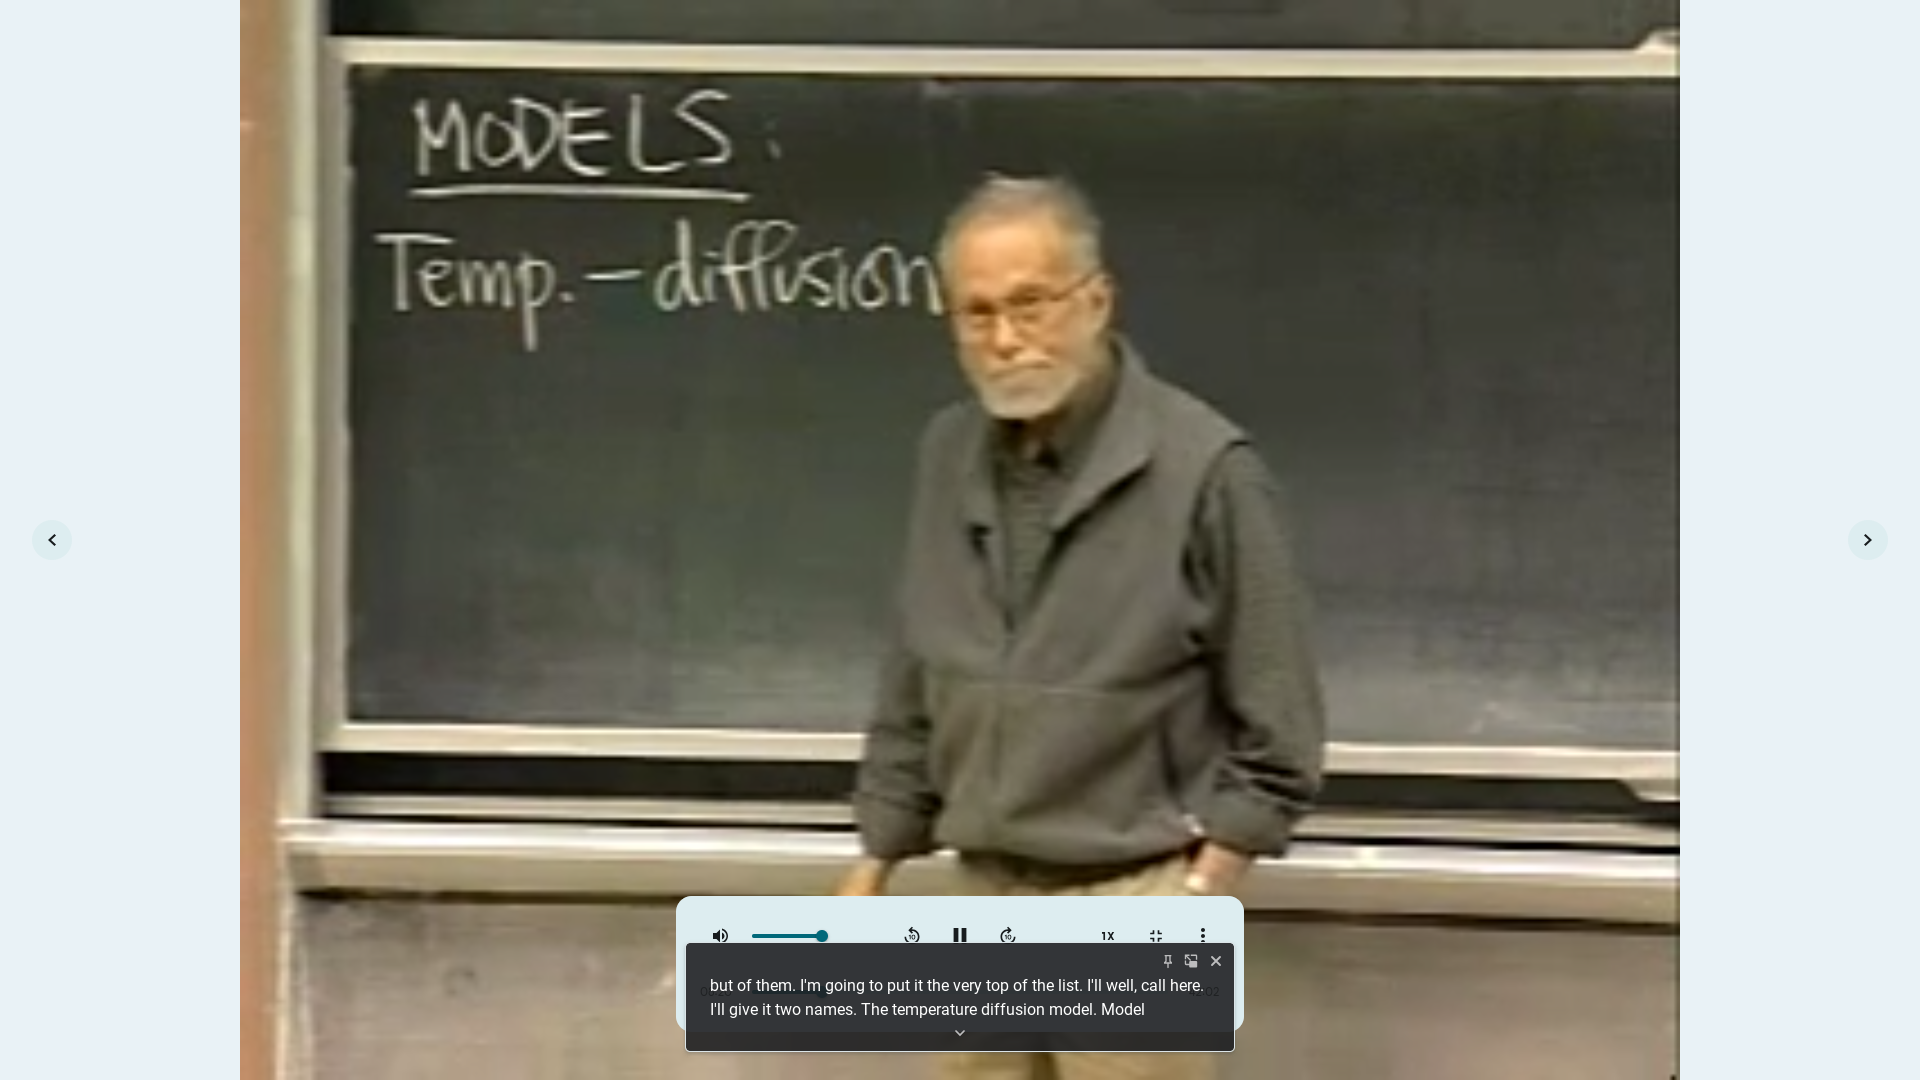 MODELS:
Temp. – diffusion
1X
but of them. I'm going to put it the very top of the list. I'll well, call here.
I'll give it two names. The temperature diffusion model. Model